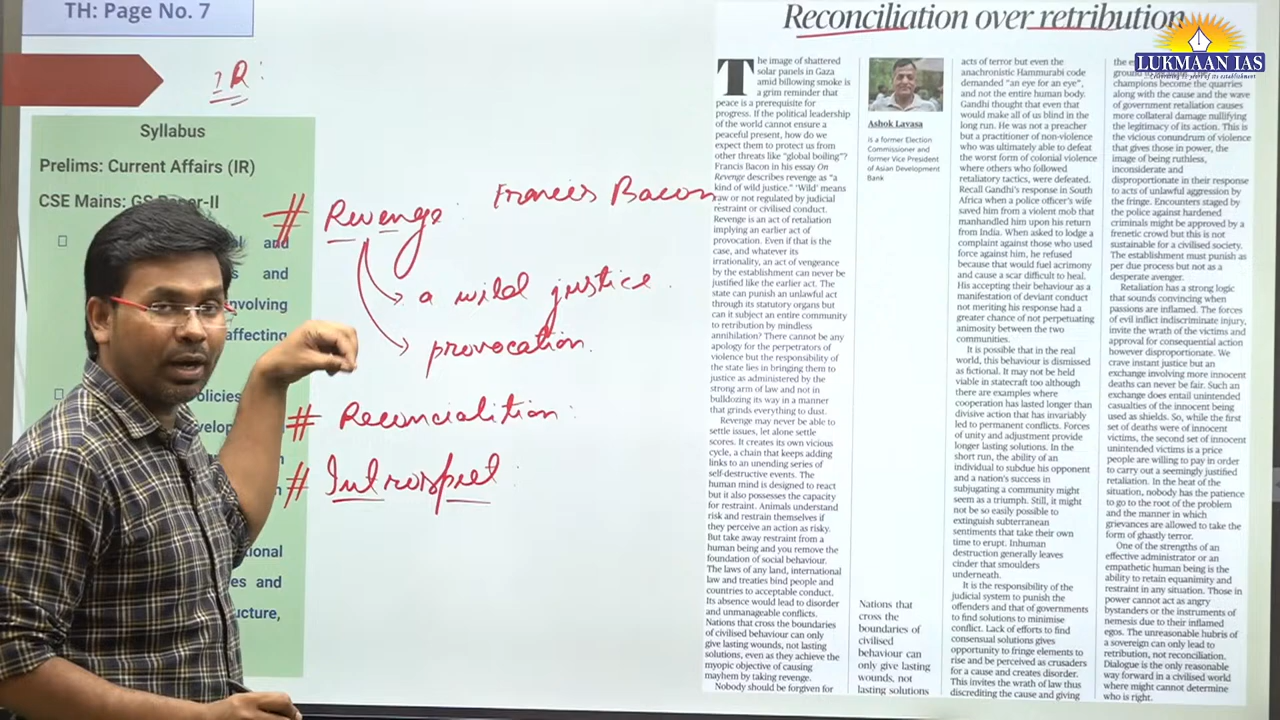 TH: Page No. 7
2R:
Syllabus
Prelims: Current Affairs (IR)
CSE Mains: GS Paper-II
and
and
involving
affecting
and
# Revenge: Francis Bacon
a wild justice.
provocation.
# Reconcialition:
# Introspect:
Reconciliation over retribution
LUKMAAN IAS
The image of shattered
solar panels in Gaza
amid billowing smoke is
a grim reminder that
peace is a prerequisite for
progress. If the political leadership
of the world cannot ensure a
peaceful present, how do we
expect them to protect us from
other threats like “global boiling”?
Francis Bacon in his essay On
Revenge describes revenge as “a
kind of wild justice.” ‘Wild’ means
raw or not regulated by judicial
restraint or civilised conduct.
Revenge is an act of retaliation
implying an earlier act of
provocation. Even if that is the
case, and whatever its
irrationality, an act of vengeance
by the establishment can never be
justified like the earlier act. The
state can punish an unlawful act
through its statutory organs but
can it subject an entire community
to retribution by mindless
annihilation? There cannot be any
apology for the perpetrators of
violence but the responsibility of
the state lies in bringing them to
justice as administered by the
strong arm of law and not in
bulldozing its way in a manner
that grinds everything to dust.
Revenge may never be able to
settle issues, let alone settle
scores. It creates its own vicious
cycle, a chain that keeps adding
links to an unending series of
self-destructive events. The
human mind is designed to react
but it also possesses the capacity
for restraint. Animals understand
risk and restrain themselves if
they perceive an action as risky.
But take away restraint from a
human being and you remove the
foundation of social behaviour.
The laws of any land, international
law and treaties bind people and
countries to acceptable conduct.
Its absence would lead to disorder
and unmanageable conflicts.
Nations that cross the boundaries
of civilised behaviour can only
give lasting wounds, not lasting
solutions, even as they achieve the
myopic objective of causing
mayhem by taking revenge.
Nobody should be forgiven for
Ashok Lavasa
is a former Election
Commissioner and
former Vice President
of Asian Development
Bank
Nations that
cross the
boundaries of
civilised
behaviour can
only give lasting
wounds, not
lasting solutions
acts of terror but even the
anachronistic Hammurabi code
demanded “an eye for an eye”,
and not the entire human body.
Gandhi thought that even that
would make all of us blind in the
long run. He was not a preacher
but a practitioner of non-violence
who was ultimately able to defeat
the worst form of colonial violence
where others who followed
retaliatory tactics, were defeated.
Recall Gandhi’s response in South
Africa when a police officer’s wife
saved him from a violent mob that
manhandled him upon his return
from India. When asked to lodge a
complaint against those who used
force against him, he refused
because that would fuel acrimony
and cause a scar difficult to heal.
His accepting their behaviour as a
manifestation of deviant conduct
not meriting his response had a
greater chance of not perpetuating
animosity between the two
communities.
It is possible that in the real
world, this behaviour is dismissed
as fictional. It may not be held
viable in statecraft too although
there are examples where
cooperation has lasted longer than
divisive action that has invariably
led to permanent conflicts. Forces
of unity and adjustment provide
longer lasting solutions. In the
short run, the ability of an
individual to subdue his opponent
and a nation’s success in
subjugating a community might
seem as a triumph. Still, it might
not be so easily possible to
extinguish subterranean
sentiments that take their own
time to erupt. Inhuman
destruction generally leaves
cinder that smoulders
underneath.
It is the responsibility of the
judicial system to punish the
offenders and that of governments
to find solutions to minimise
conflict. Lack of efforts to find
consensual solutions gives
opportunity to fringe elements to
rise and be perceived as crusaders
for a cause and creates disorder.
This invites the wrath of law thus
discrediting the cause and giving
champions become the quarries
along with the cause and the wave
of government retaliation causes
more collateral damage nullifying
the legitimacy of its action. This is
the vicious conundrum of violence
that gives those in power, the
image of being ruthless,
inconsiderate and
disproportionate in their response
to acts of unlawful aggression by
the fringe. Encounters staged by
the police against hardened
criminals might be approved by a
frenetic crowd but this is not
sustainable for a civilised society.
The establishment must punish as
per due process but not as a
desperate avenger.
Retaliation has a strong logic
that sounds convincing when
passions are inflamed. The forces
of evil inflict indiscriminate injury,
invite the wrath of the victims and
approval for consequential action
however disproportionate. We
crave instant justice but an
exchange involving more innocent
deaths can never be fair. Such an
exchange does entail unintended
casualties of the innocent being
used as shields. So, while the first
set of deaths were of innocent
victims, the second set of innocent
unintended victims is a price
people are willing to pay in order
to carry out a seemingly justified
retaliation. In the heat of the
situation, nobody has the patience
to go to the root of the problem
and the manner in which
grievances are allowed to take the
form of ghastly terror.
One of the strengths of an
effective administrator or an
empathetic human being is the
ability to retain equanimity and
restraint in any situation. Those in
power cannot act as angry
bystanders or the instruments of
nemesis due to their inflamed
egos. The unreasonable hubris of
a sovereign can only lead to
retribution, not reconciliation.
Dialogue is the only reasonable
way forward in a civilised world
where might cannot determine
who is right.